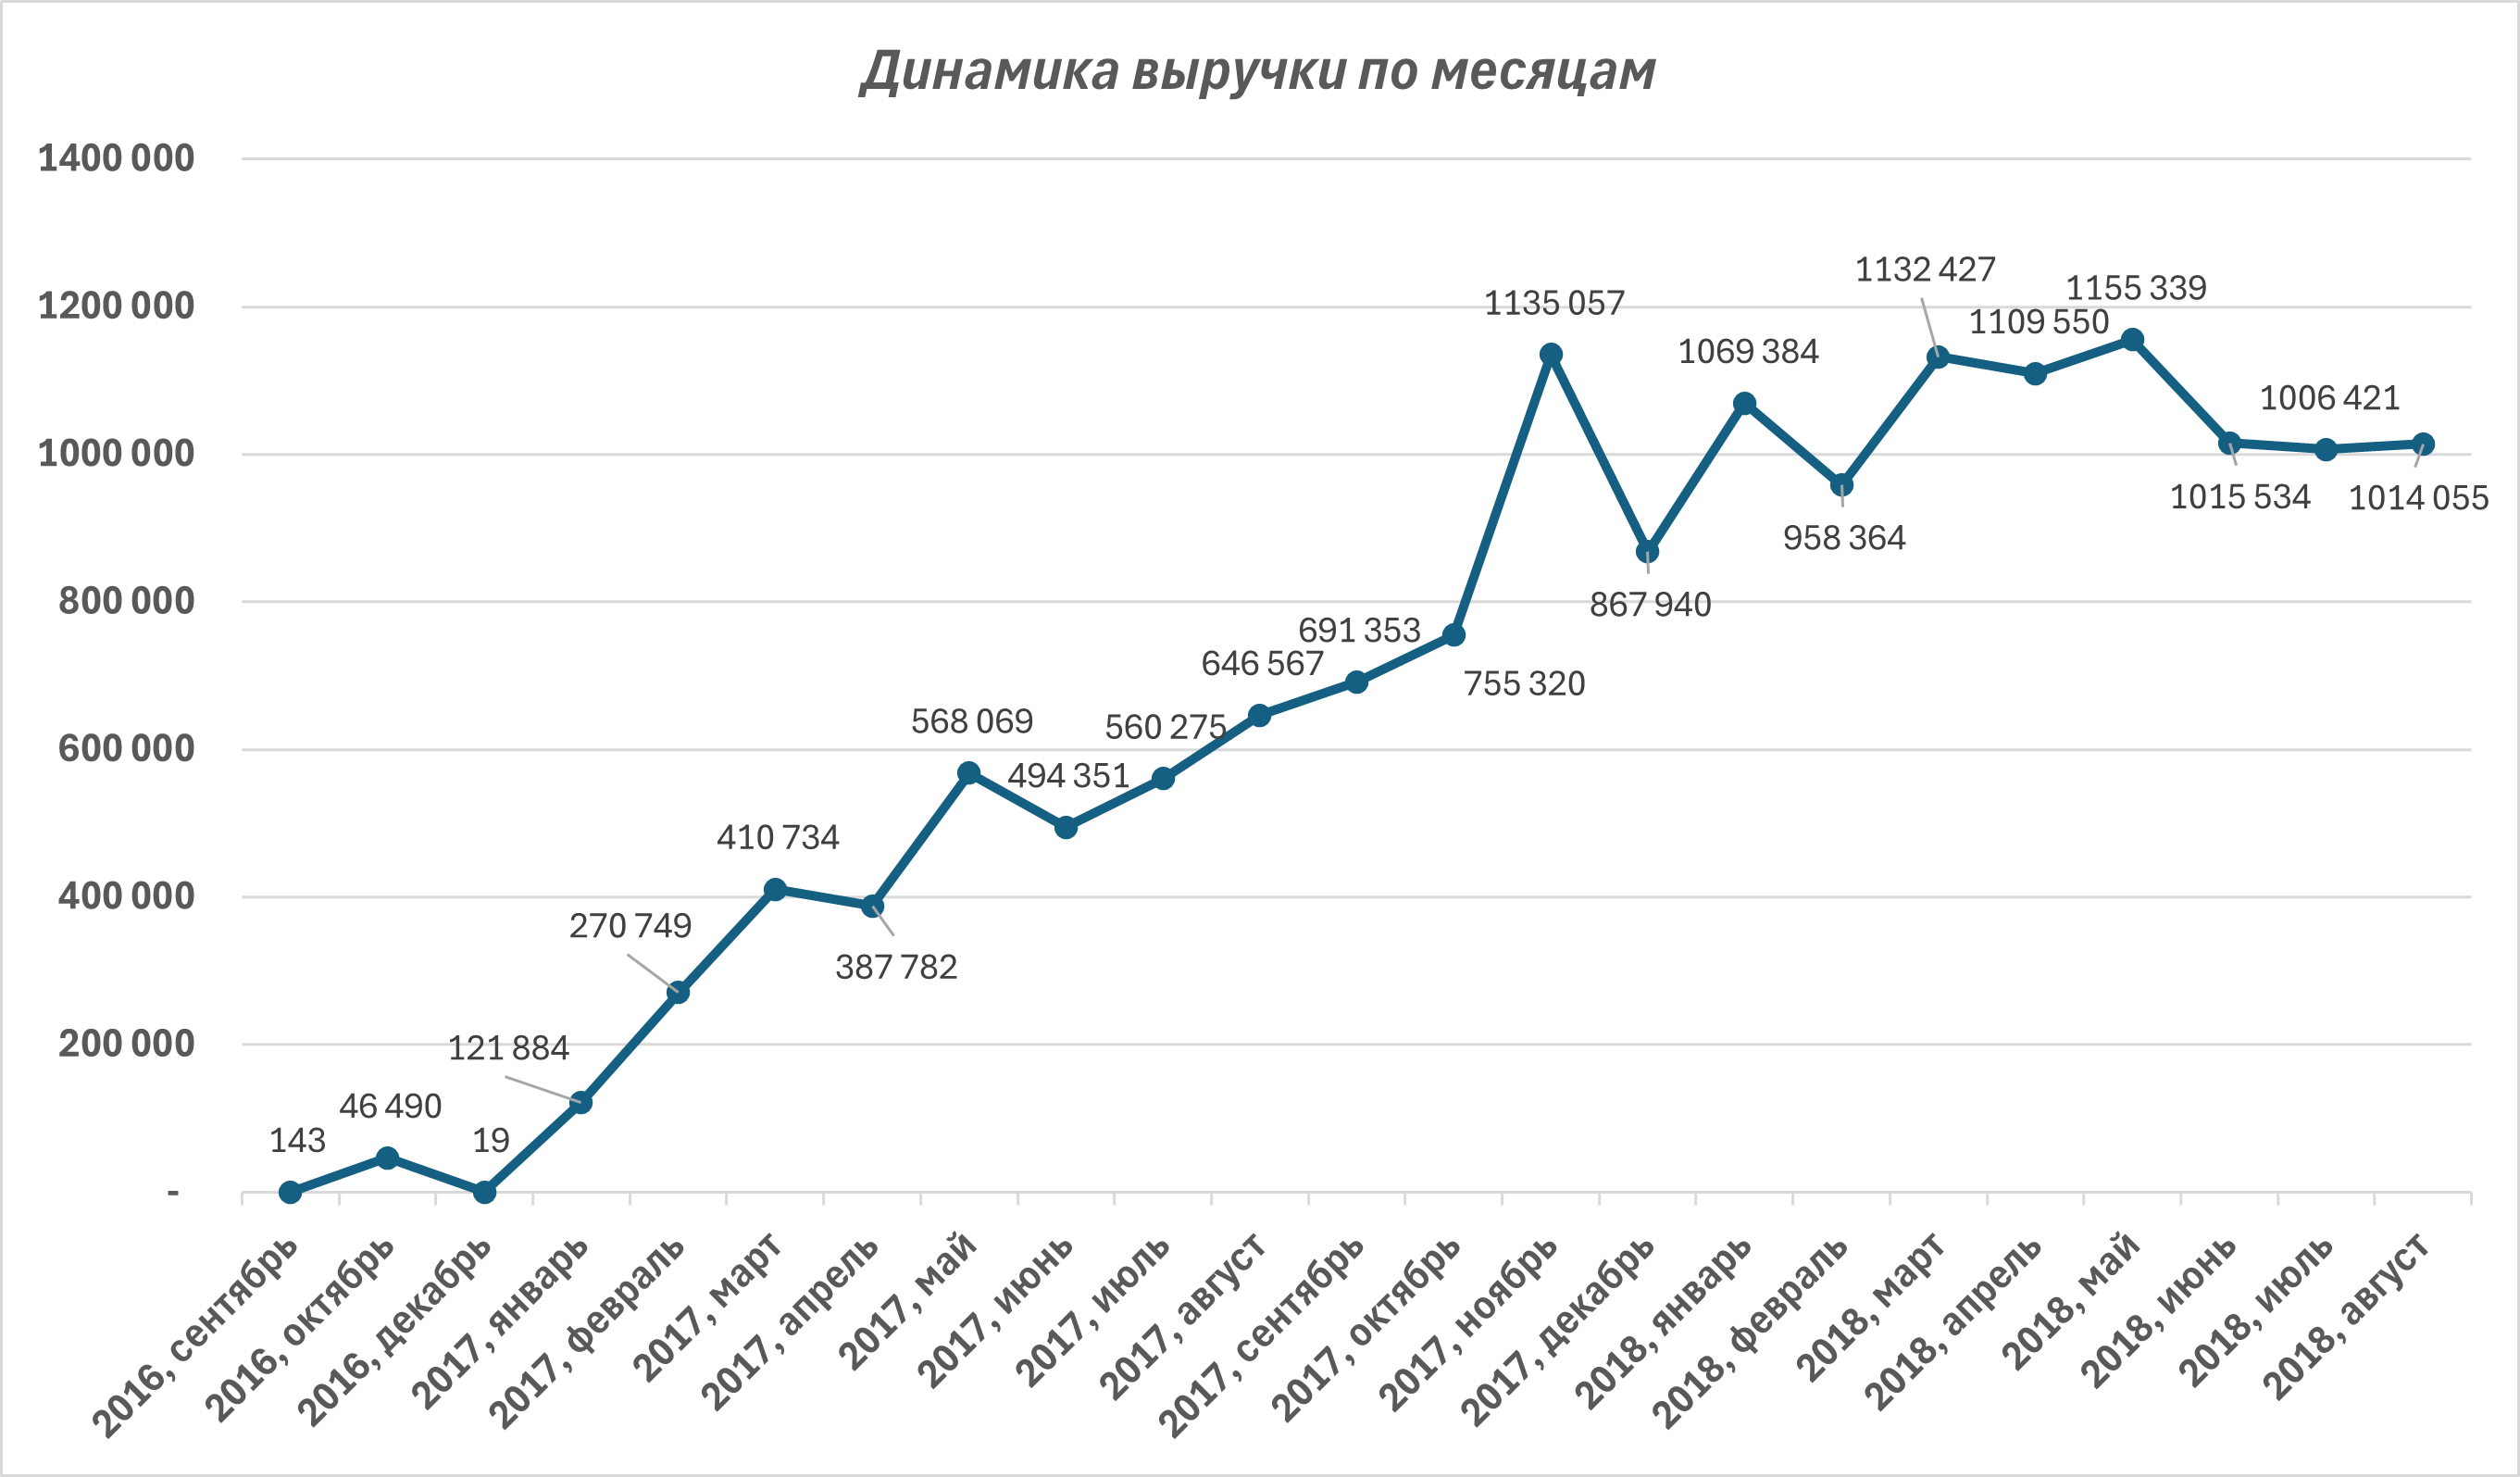 Динамика выручки по месяцам
1400 000
1200 000
1000 000
800 000
600 000
400 000
200 000
-
143
46 490
19
121 884
270 749
410 734
387 782
568 069
494 351
560 275
646 567
691 353
755 320
1135 057
867 940
1069 384
958 364
1132 427
1109 550
1155 339
1015 534
1006 421
1014 055
2016, сентябрь
2016, октябрь
2016, декабрь
2017, январь
2017, февраль
2017, март
2017, апрель
2017, май
2017, июнь
2017, июль
2017, август
2017, сентябрь
2017, октябрь
2017, ноябрь
2017, декабрь
2018, январь
2018, февраль
2018, март
2018, апрель
2018, май
2018, июнь
2018, июль
2018, август